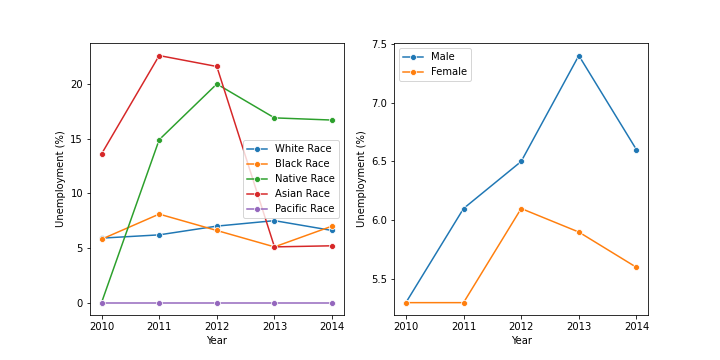 20
15
10
5
0
Unemployment (%)
2010 2011 2012 2013 2014
Year
White Race
Black Race
Native Race
Asian Race
Pacific Race
7.5
7.0
6.5
6.0
5.5
Unemployment (%)
2010 2011 2012 2013 2014
Year
Male
Female